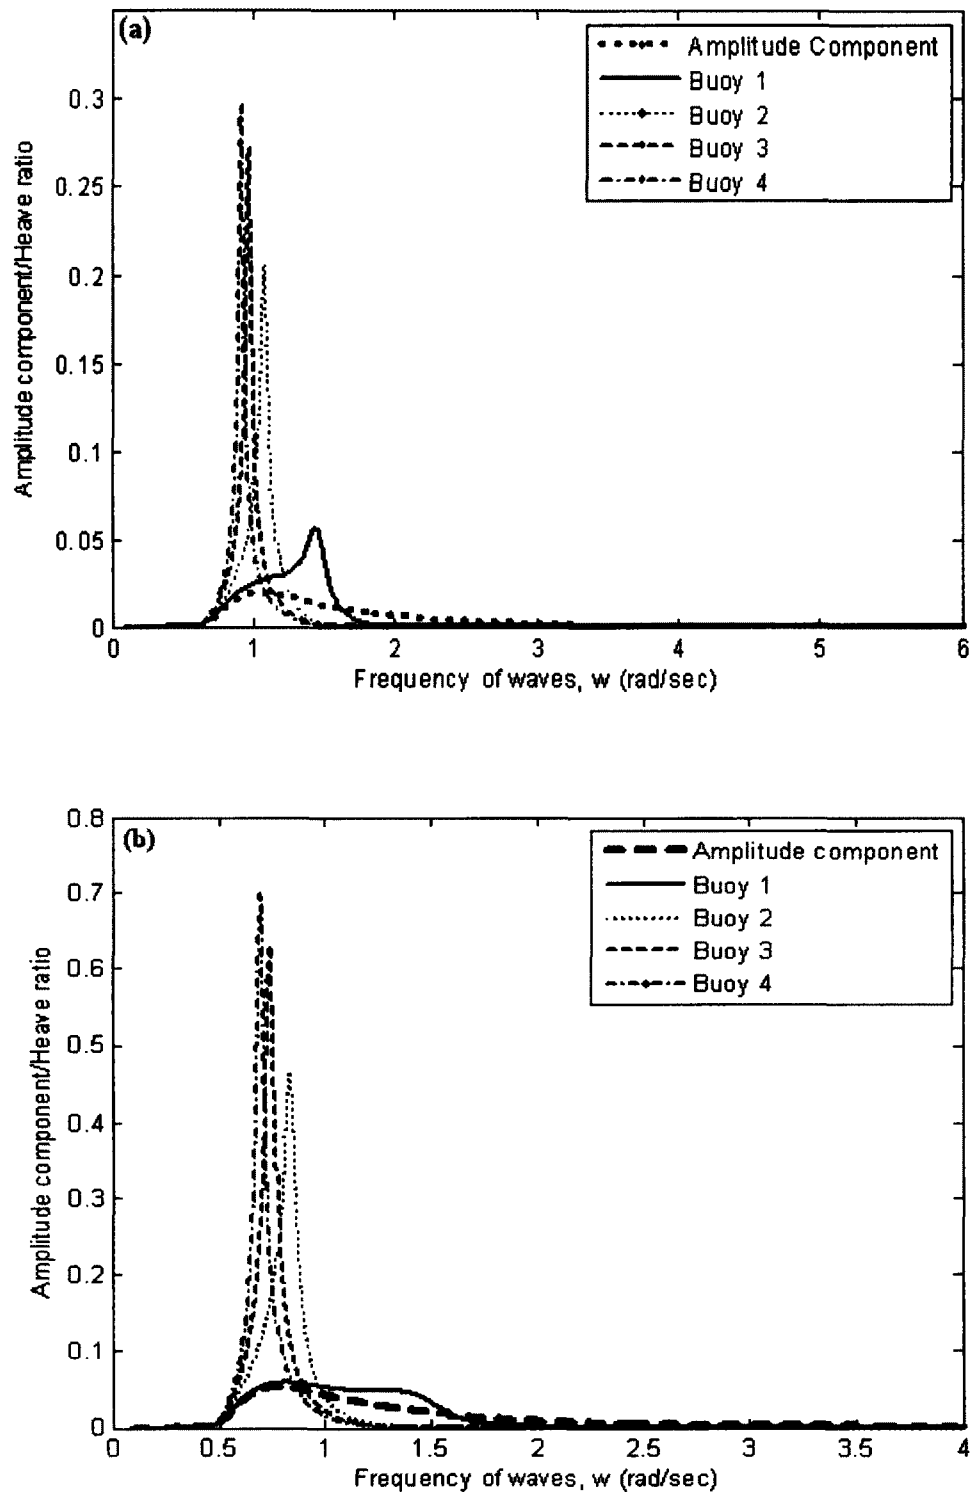 (a)
Amplitude Component
Buoy 1
Buoy 2
Buoy 3
Buoy 4
Amplitude component/Heave ratio
0.3
0.25
0.2
0.15
0.1
0.05
0
0 1 2 3 4 5 6
Frequency of waves, w (rad/sec)
(b)
Amplitude component
Buoy 1
Buoy 2
Buoy 3
Buoy 4
Amplitude component/Heave ratio
0.8
0.7
0.6
0.5
0.4
0.3
0.2
0.1
0
0 0.5 1 1.5 2 2.5 3 3.5 4
Frequency of waves, w (rad/sec)